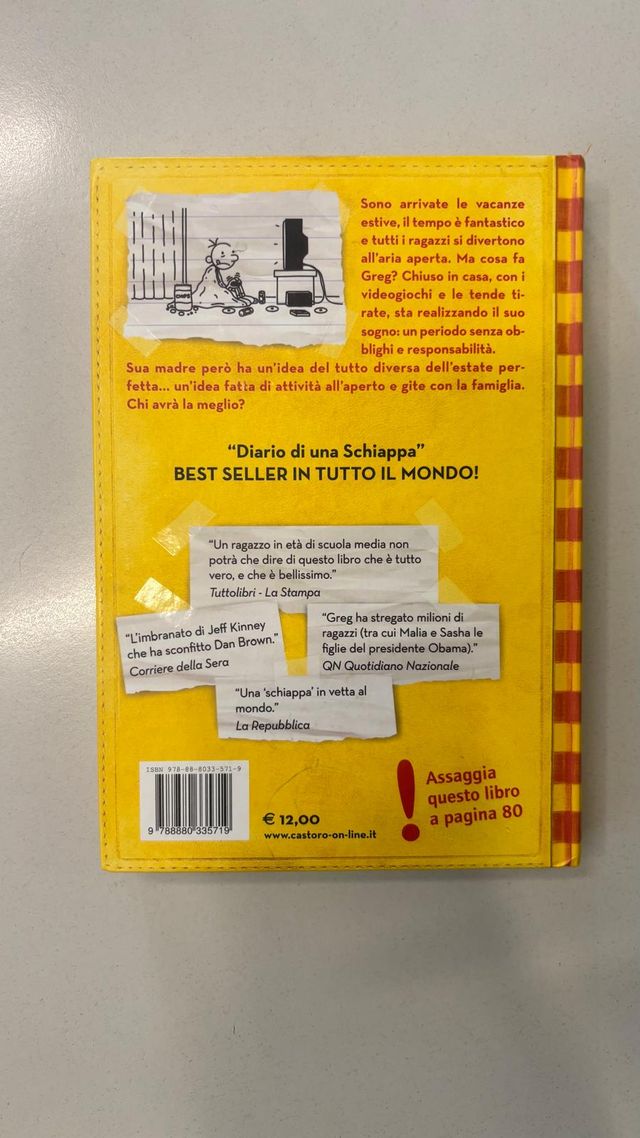 Sono arrivate le vacanze
estive, il tempo è fantastico
e tutti i ragazzi si divertono
all'aria aperta. Ma cosa fa
Greg? Chiuso in casa, con i
videogiochi e le tende ti-
rate, sta realizzando il suo
sogno: un periodo senza ob-
blighi e responsabilità.
Sua madre però ha un'idea del tutto diversa dell'estate per-
fetta... un'idea fatta di attività all'aperto e gite con la famiglia.
Chi avrà la meglio?
CHIPS
"Diario di una Schiappa"
BEST SELLER IN TUTTO IL MONDO!
"Un ragazzo in età di scuola media non
potrà che dire di questo libro che è tutto
vero, e che è bellissimo."
Tuttolibri - La Stampa
"L'imbranato di Jeff Kinney
che ha sconfitto Dan Brown."
Corriere della Sera
"Greg ha stregato milioni di
ragazzi (tra cui Malia e Sasha le
figlie del presidente Obama)."
QN Quotidiano Nazionale
"Una 'schiappa' in vetta al
mondo."
La Repubblica
ISBN 978-88-8033-571-9
9 788880 335719
€ 12,00
www.castoro-on-line.it
! Assaggia
questo libro
a pagina 80